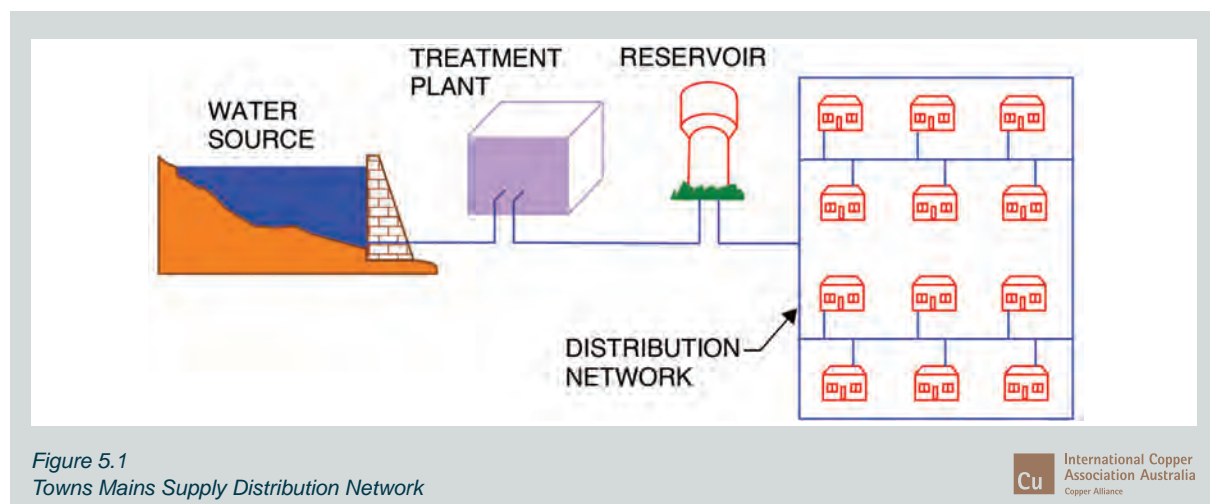 WATER
SOURCE
TREATMENT
PLANT
RESERVOIR
DISTRIBUTION
NETWORK
Figure 5.1
Towns Mains Supply Distribution Network
Cu
International Copper
Association Australia
Copper Alliance